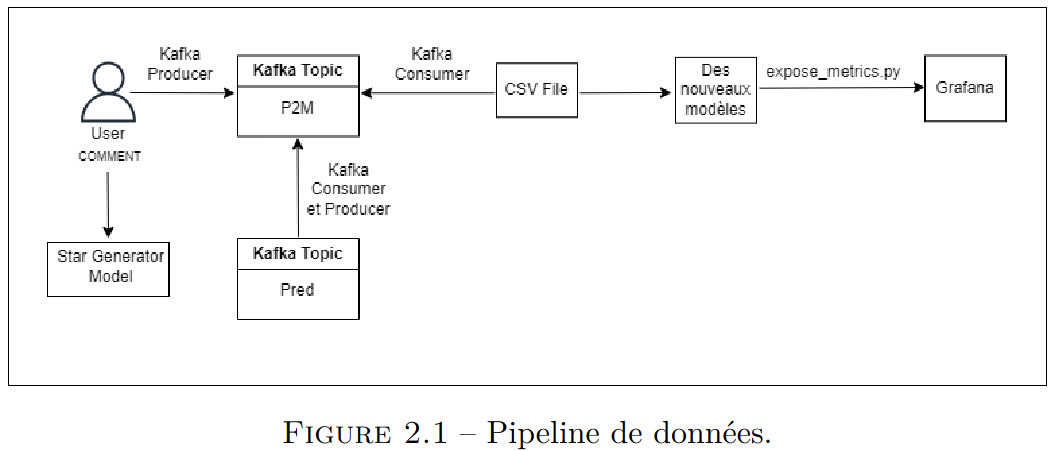 Kafka
Producer
Kafka Topic
P2M
Kafka
Consumer
CSV File
Des
nouveaux
modèles
expose_metrics.py
Grafana
User
COMMENT
Kafka
Consumer
et Producer
Star Generator
Model
Kafka Topic
Pred
FIGURE 2.1 – Pipeline de données.